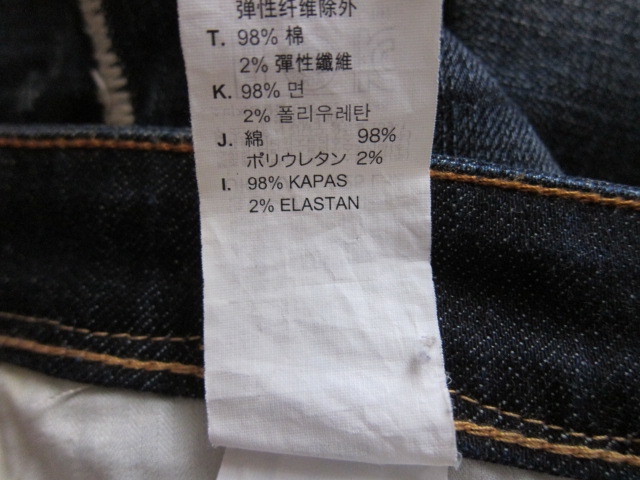 弹性纤维除外
T. 98% 棉
2% 彈性纖維
K. 98% 면
2% 폴리우레탄
J. 綿 98%
ポリウレタン 2%
I. 98% KAPAS
2% ELASTAN